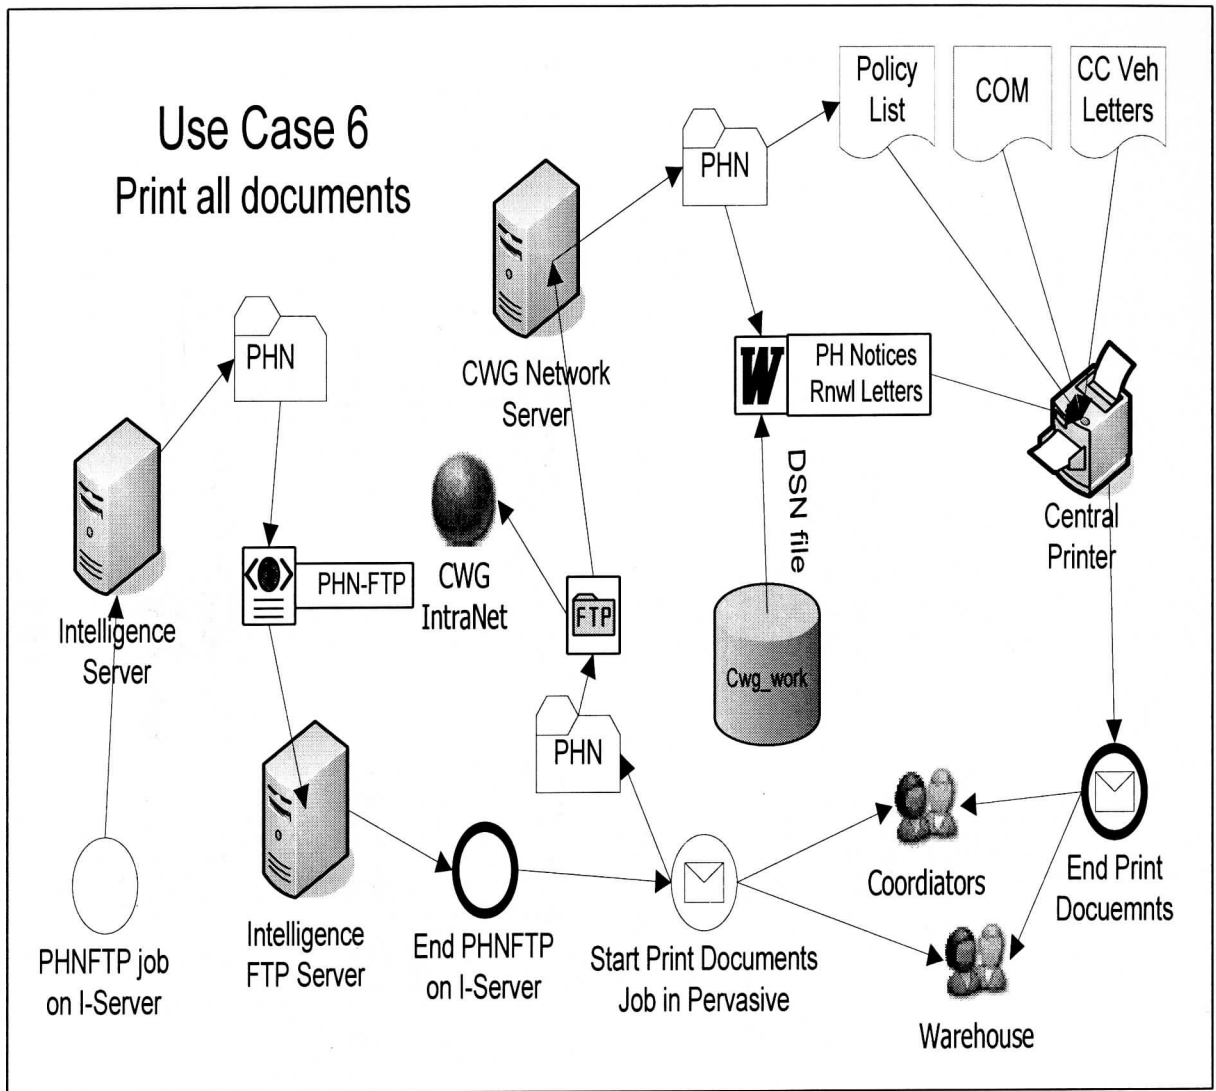 Use Case 6
Print all documents
PHN
Intelligence
Server
PHN-FTP
PHNFTP job
on I-Server
Intelligence
FTP Server
End PHNFTP
on I-Server
Start Print Documents
Job in Pervasive
PHN
FTP
CWG
IntraNet
CWG Network
Server
PHN
Policy
List
COM
CC Veh
Letters
W
PH Notices
Rnwl Letters
DSN file
Cwg_work
Central
Printer
End Print
Docuemnts
Coordiators
Warehouse